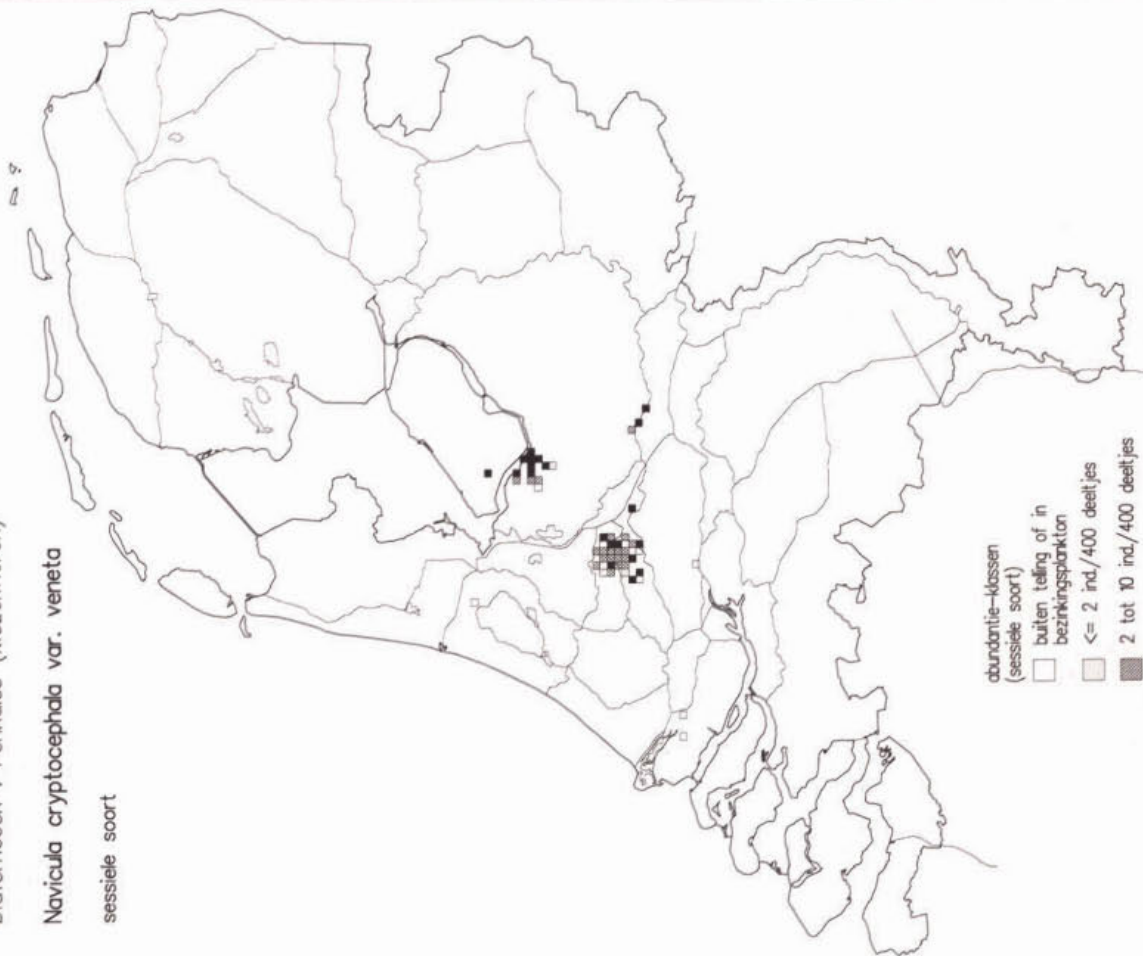 Navicula cryptocephala var. veneta
sessiele soort
abundantie-klassen
(sessiele soort)
buiten telling of in
bezinkingsplankton
<= 2 ind./400 deeltjes
2 tot 10 ind./400 deeltjes